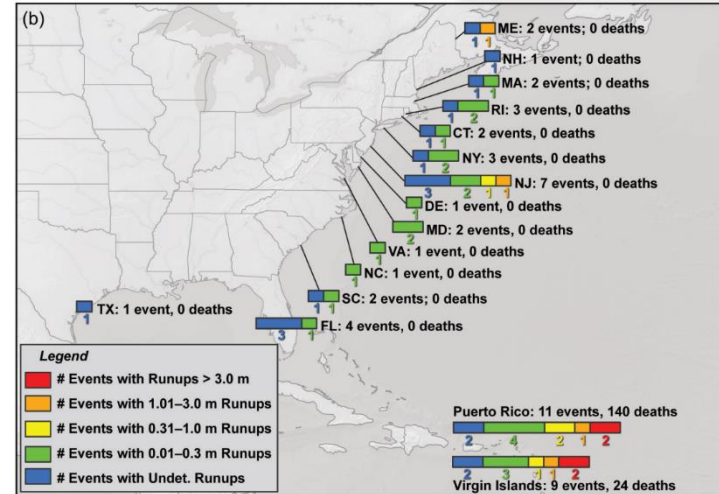 (b)
ME: 2 events; 0 deaths
1 1
NH: 1 event; 0 deaths
1
MA: 2 events; 0 deaths
1 1
RI: 3 events, 0 deaths
1 2
CT: 2 events, 0 deaths
1 1
NY: 3 events, 0 deaths
1 2
NJ: 7 events, 0 deaths
3 2 1 1
DE: 1 event, 0 deaths
1
MD: 2 events, 0 deaths
2
VA: 1 event, 0 deaths
1
NC: 1 event, 0 deaths
1
SC: 2 events; 0 deaths
1 1
TX: 1 event, 0 deaths
1
FL: 4 events, 0 deaths
3 1
Legend
# Events with Runups > 3.0 m
# Events with 1.01–3.0 m Runups
# Events with 0.31–1.0 m Runups
# Events with 0.01–0.3 m Runups
# Events with Undet. Runups
Puerto Rico: 11 events, 140 deaths
2 4 2 1 2
2 3 1 1 2
Virgin Islands: 9 events, 24 deaths